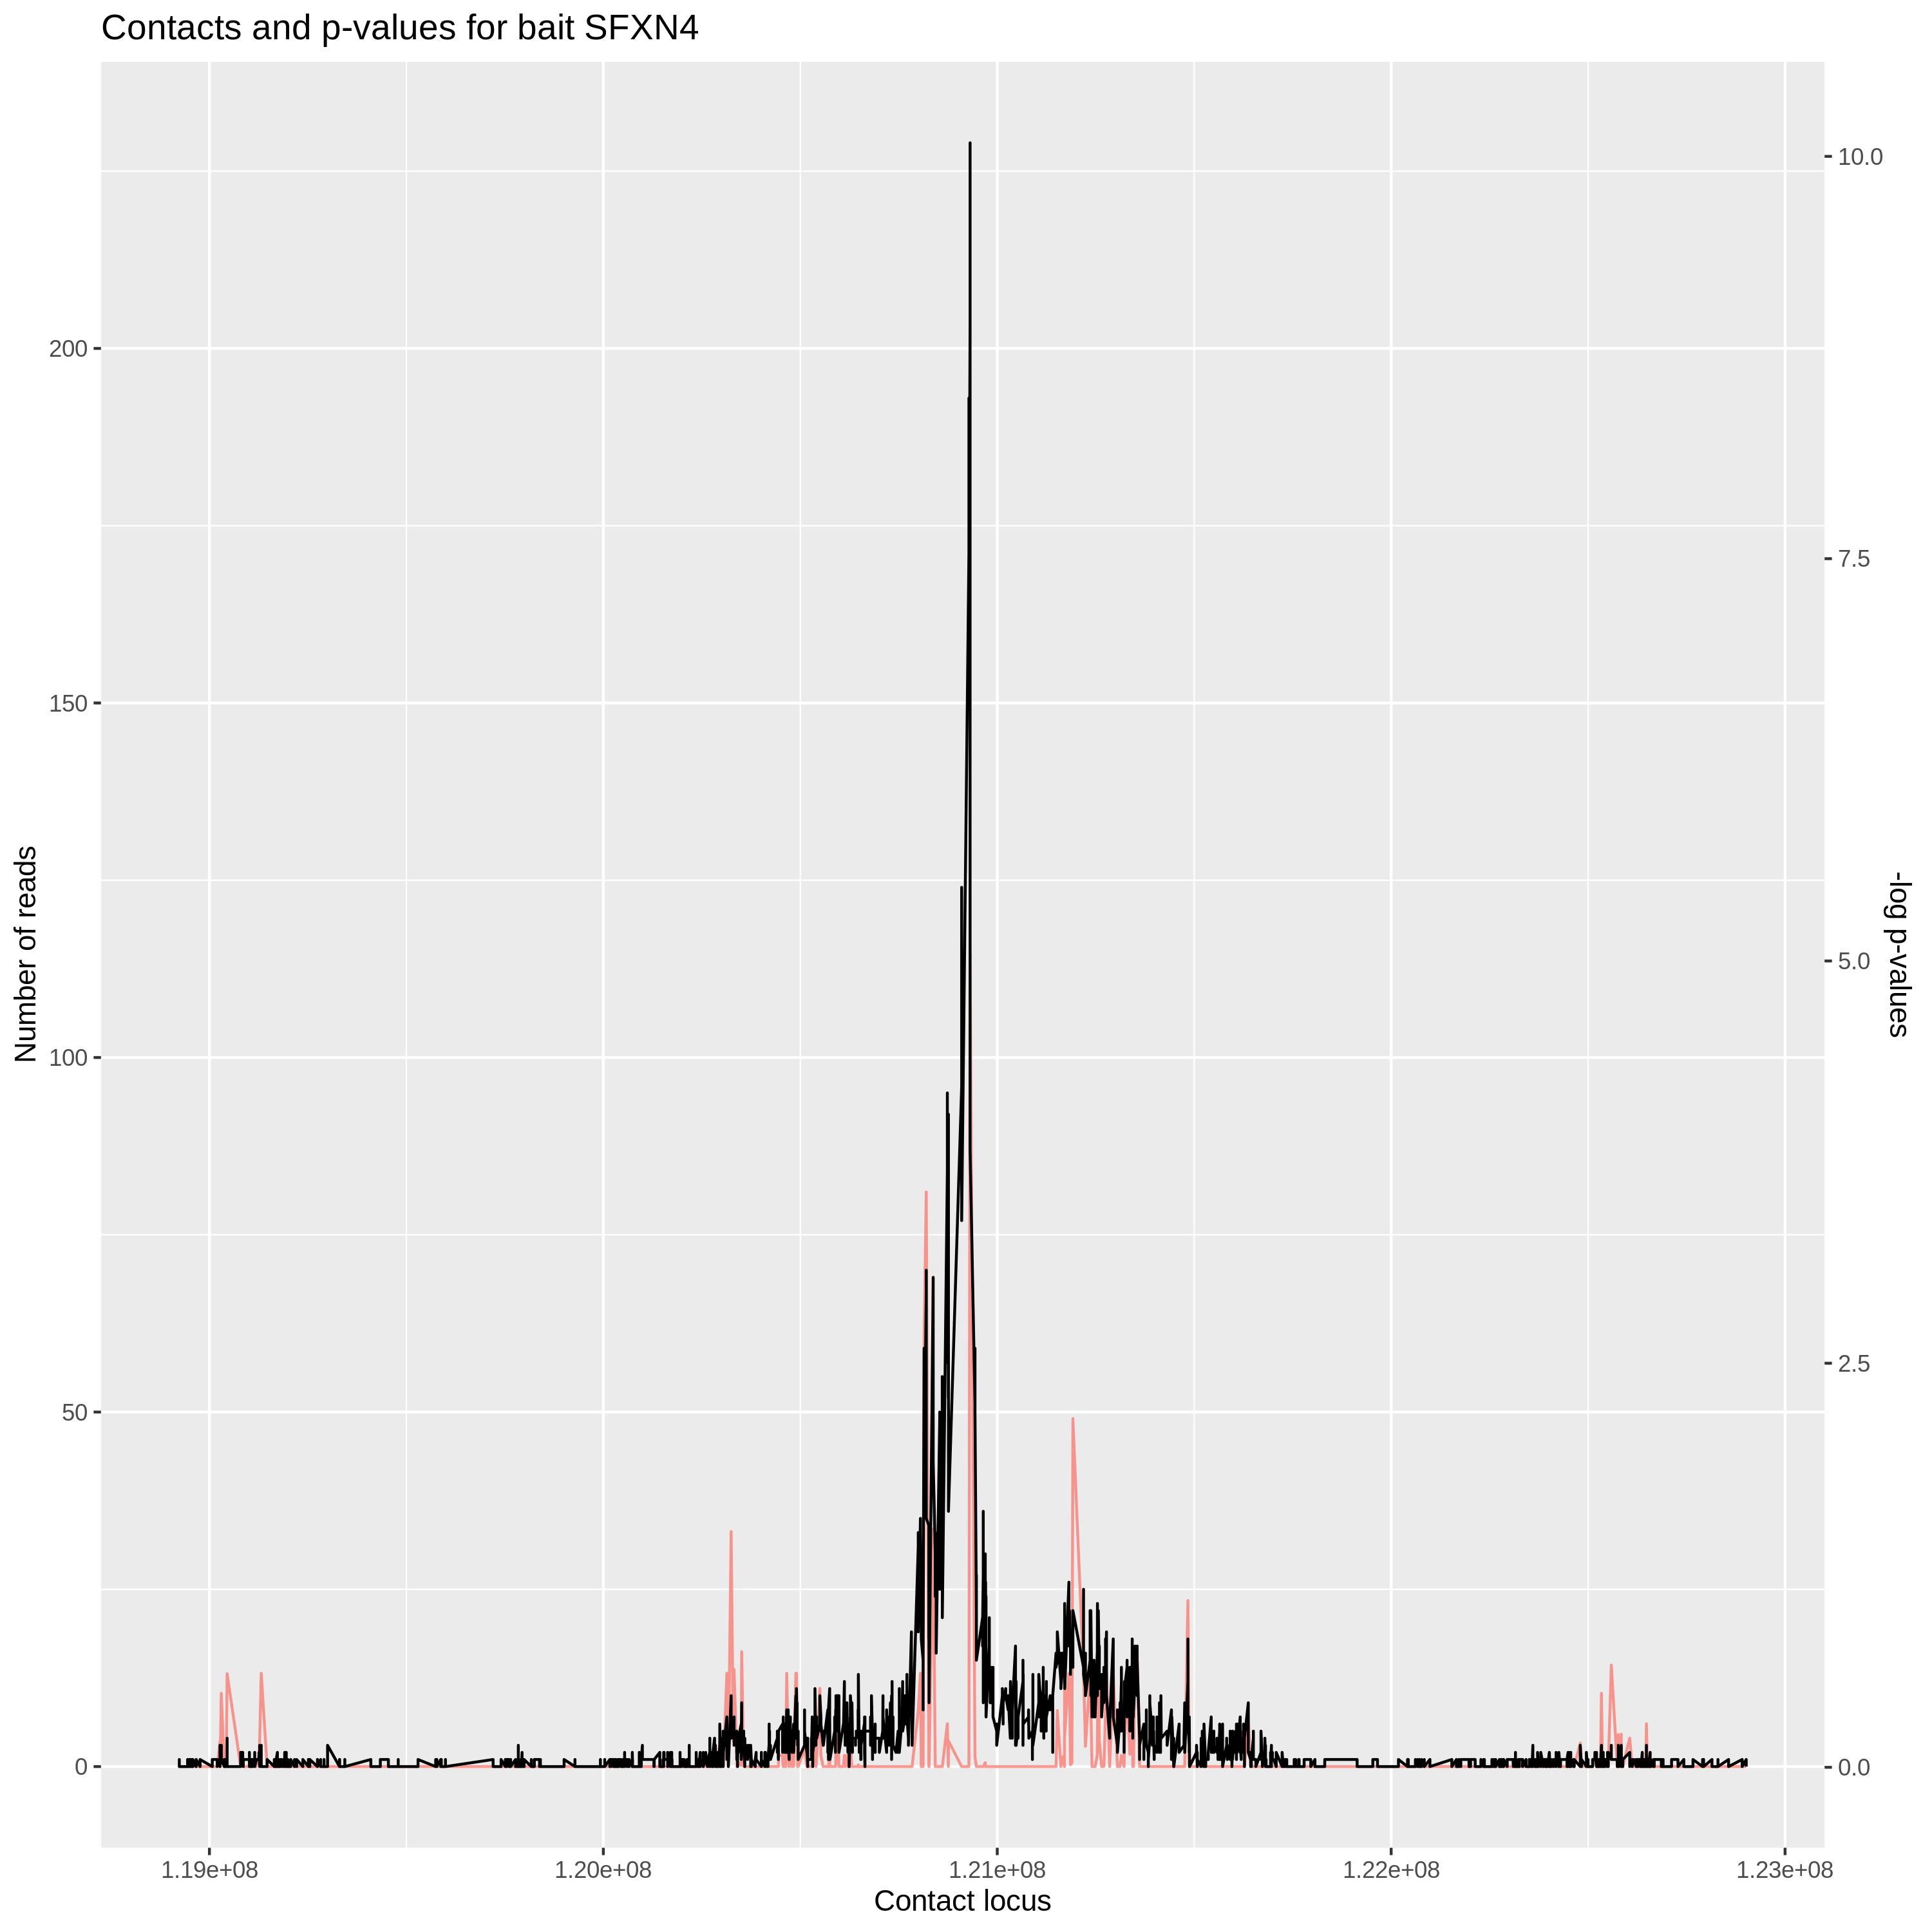 Contacts and p-values for bait SFXN4
Number of reads
200
150
100
50
0
10.0
7.5
5.0
2.5
0.0
-log p-values
1.19e+08
1.20e+08
1.21e+08
1.22e+08
1.23e+08
Contact locus